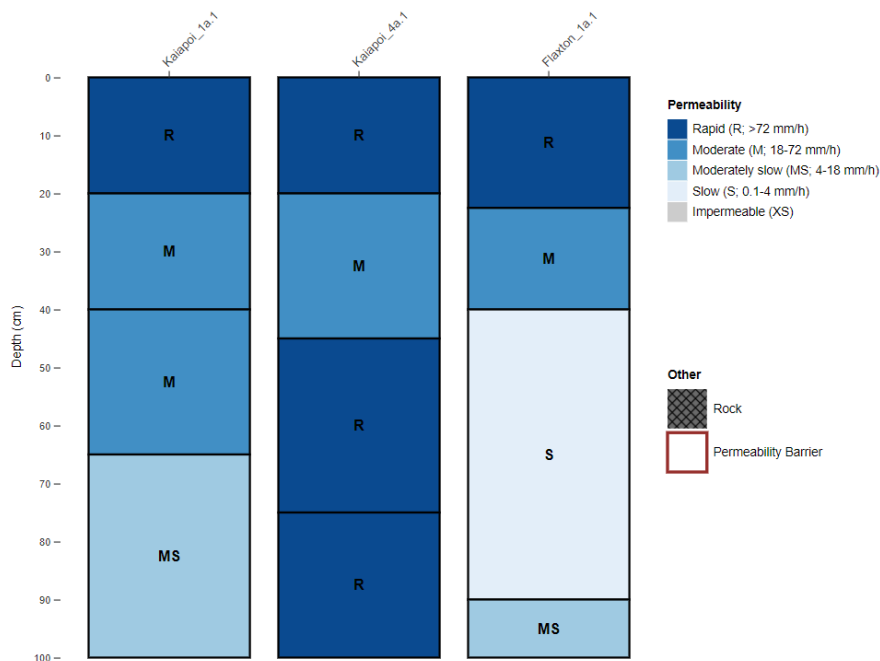 Kaiapoi_1a.1
Kaiapoi_4a.1
Flaxton_1a.1
Depth (cm)
0
10
20
30
40
50
60
70
80
90
100
R
M
M
MS
R
M
R
R
R
M
S
MS
Permeability
Rapid (R; >72 mm/h)
Moderate (M; 18-72 mm/h)
Moderately slow (MS; 4-18 mm/h)
Slow (S; 0.1-4 mm/h)
Impermeable (XS)
Other
Rock
Permeability Barrier